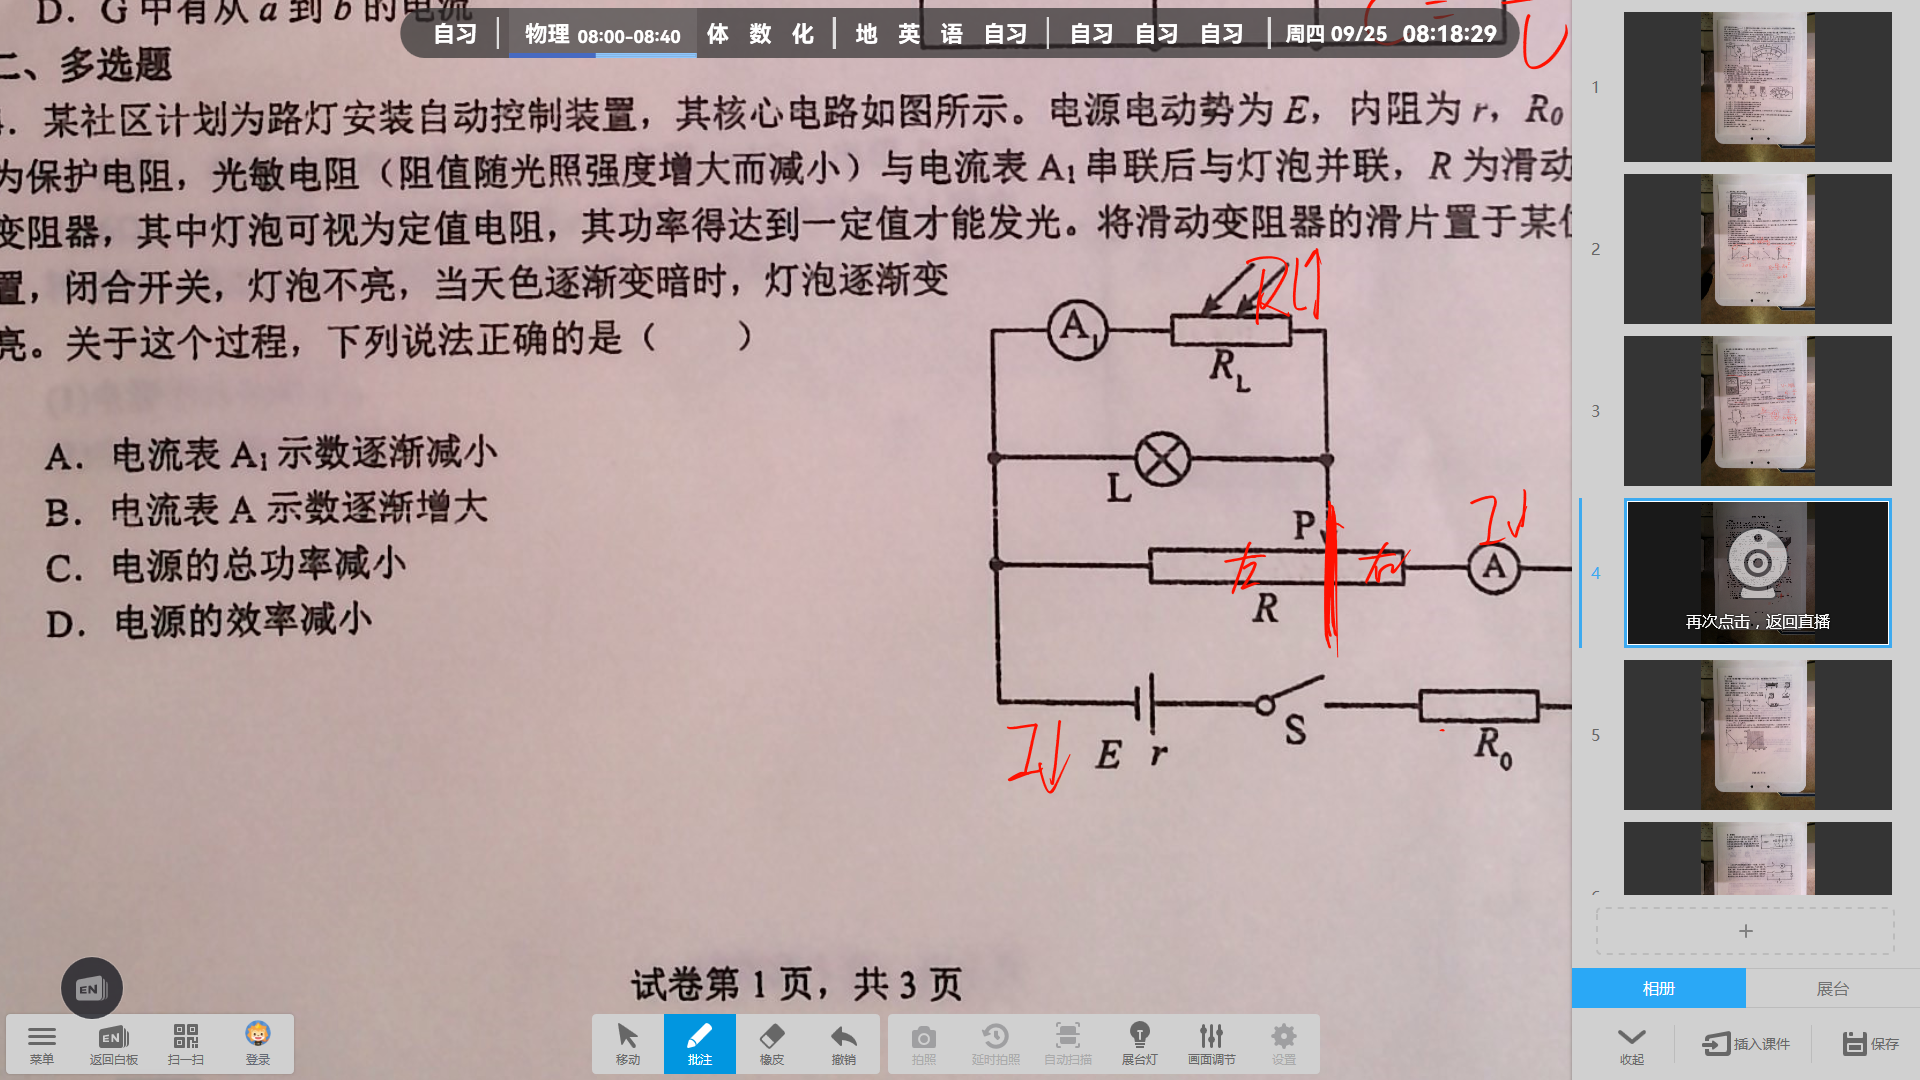 D. G 中有从 a 到 b 的电流
自习 物理 08:00-08:40 体 数 化 地 英 语 自习 自习 自习 自习 周四 09/25 08:18:29
二、多选题
某社区计划为路灯安装自动控制装置，其核心电路如图所示。电源电动势为 E，内阻为 r，R₀
为保护电阻，光敏电阻（阻值随光照强度增大而减小）与电流表 A₁ 串联后与灯泡并联，R 为滑动
变阻器，其中灯泡可视为定值电阻，其功率得达到一定值才能发光。将滑动变阻器的滑片置于某位
置，闭合开关，灯泡不亮，当天色逐渐变暗时，灯泡逐渐变
亮。关于这个过程，下列说法正确的是（ ）
A. 电流表 A₁ 示数逐渐减小
B. 电流表 A 示数逐渐增大
C. 电源的总功率减小
D. 电源的效率减小
RL↑
A₁
R_L
L
P
I↓
左
右
A
R
I↓
E r
S
R₀
试卷第 1 页，共 3 页
1
2
3
4
再次点击，返回直播
5
+
相册 展台
EN
菜单
EN
返回白板
扫一扫
登录
移动
批注
橡皮
撤销
拍照
延时拍照
自动扫描
展台灯
画面调节
设置
收起
插入课件
保存